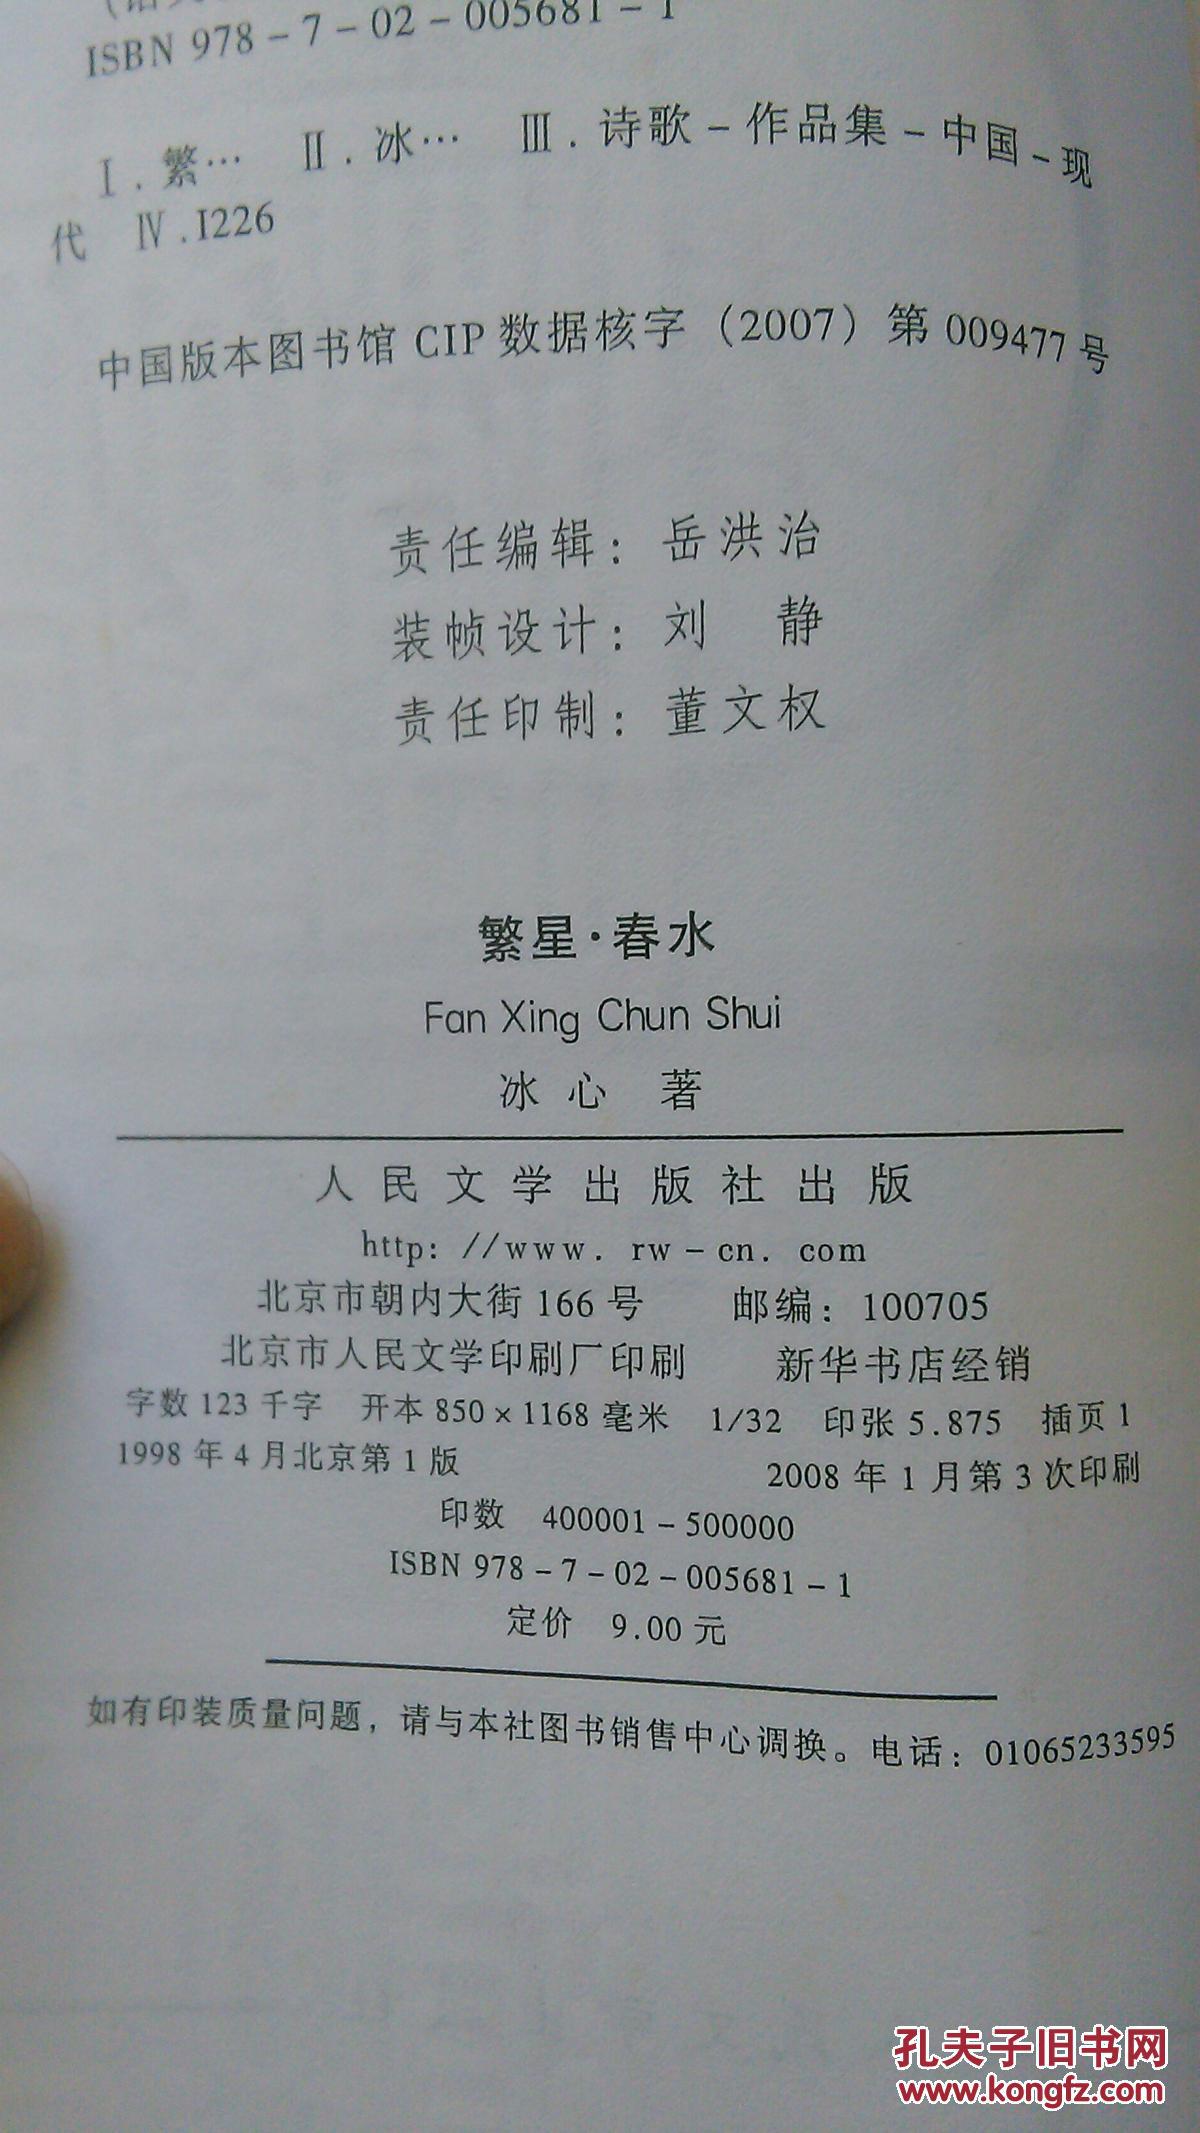 ISBN 978-7-02-005681-1
Ⅰ.繁… Ⅱ.冰… Ⅲ.诗歌-作品集-中国-现
代 Ⅳ.I226
中国版本图书馆CIP数据核字(2007)第009477号
责任编辑：岳洪治
装帧设计：刘 静
责任印制：董文权
繁星·春水
Fan Xing Chun Shui
冰心 著
人民文学出版社出版
http://www.rw-cn.com
北京市朝内大街166号 邮编：100705
北京市人民文学印刷厂印刷 新华书店经销
字数123千字 开本850×1168毫米 1/32 印张5.875 插页1
1998年4月北京第1版 2008年1月第3次印刷
印数 400001-500000
ISBN 978-7-02-005681-1
定价 9.00元
如有印装质量问题，请与本社图书销售中心调换。电话：01065233595
孔夫子旧书网
www.kongfz.com